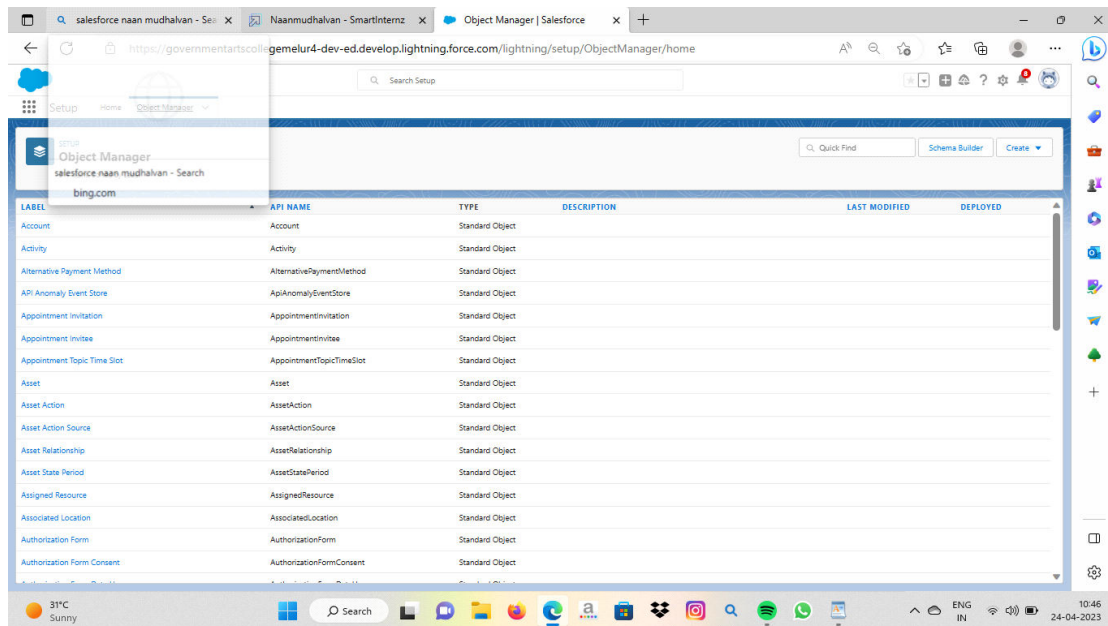 salesforce naan mudhalvan - Sea
Naanmudhalvan - SmartInternz
Object Manager | Salesforce
https://governmentartscollegemelur4-dev-ed.develop.lightning.force.com/lightning/setup/ObjectManager/home
Search Setup
8
Setup Home Object Manager
SETUP
Object Manager
Quick Find Schema Builder Create
salesforce naan mudhalvan - Search
bing.com
LABEL API NAME TYPE DESCRIPTION LAST MODIFIED DEPLOYED
Account Account Standard Object
Activity Activity Standard Object
Alternative Payment Method AlternativePaymentMethod Standard Object
API Anomaly Event Store ApiAnomalyEventStore Standard Object
Appointment Invitation AppointmentInvitation Standard Object
Appointment Invitee AppointmentInvitee Standard Object
Appointment Topic Time Slot AppointmentTopicTimeSlot Standard Object
Asset Asset Standard Object
Asset Action AssetAction Standard Object
Asset Action Source AssetActionSource Standard Object
Asset Relationship AssetRelationship Standard Object
Asset State Period AssetStatePeriod Standard Object
Assigned Resource AssignedResource Standard Object
Associated Location AssociatedLocation Standard Object
Authorization Form AuthorizationForm Standard Object
Authorization Form Consent AuthorizationFormConsent Standard Object
31°C
Sunny
Search
ENG
IN
10:46
24-04-2023